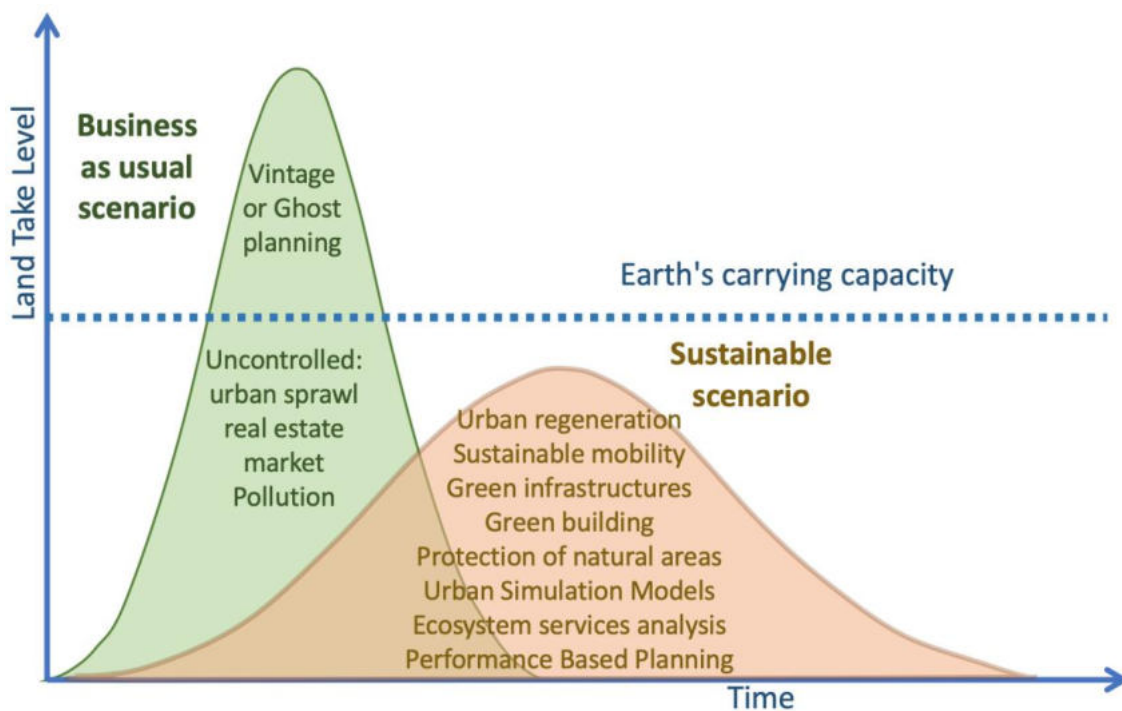 Land Take Level
Business
as usual
scenario
Vintage
or Ghost
planning
Earth's carrying capacity
Uncontrolled:
urban sprawl
real estate
market
Pollution
Sustainable
scenario
Urban regeneration
Sustainable mobility
Green infrastructures
Green building
Protection of natural areas
Urban Simulation Models
Ecosystem services analysis
Performance Based Planning
Time